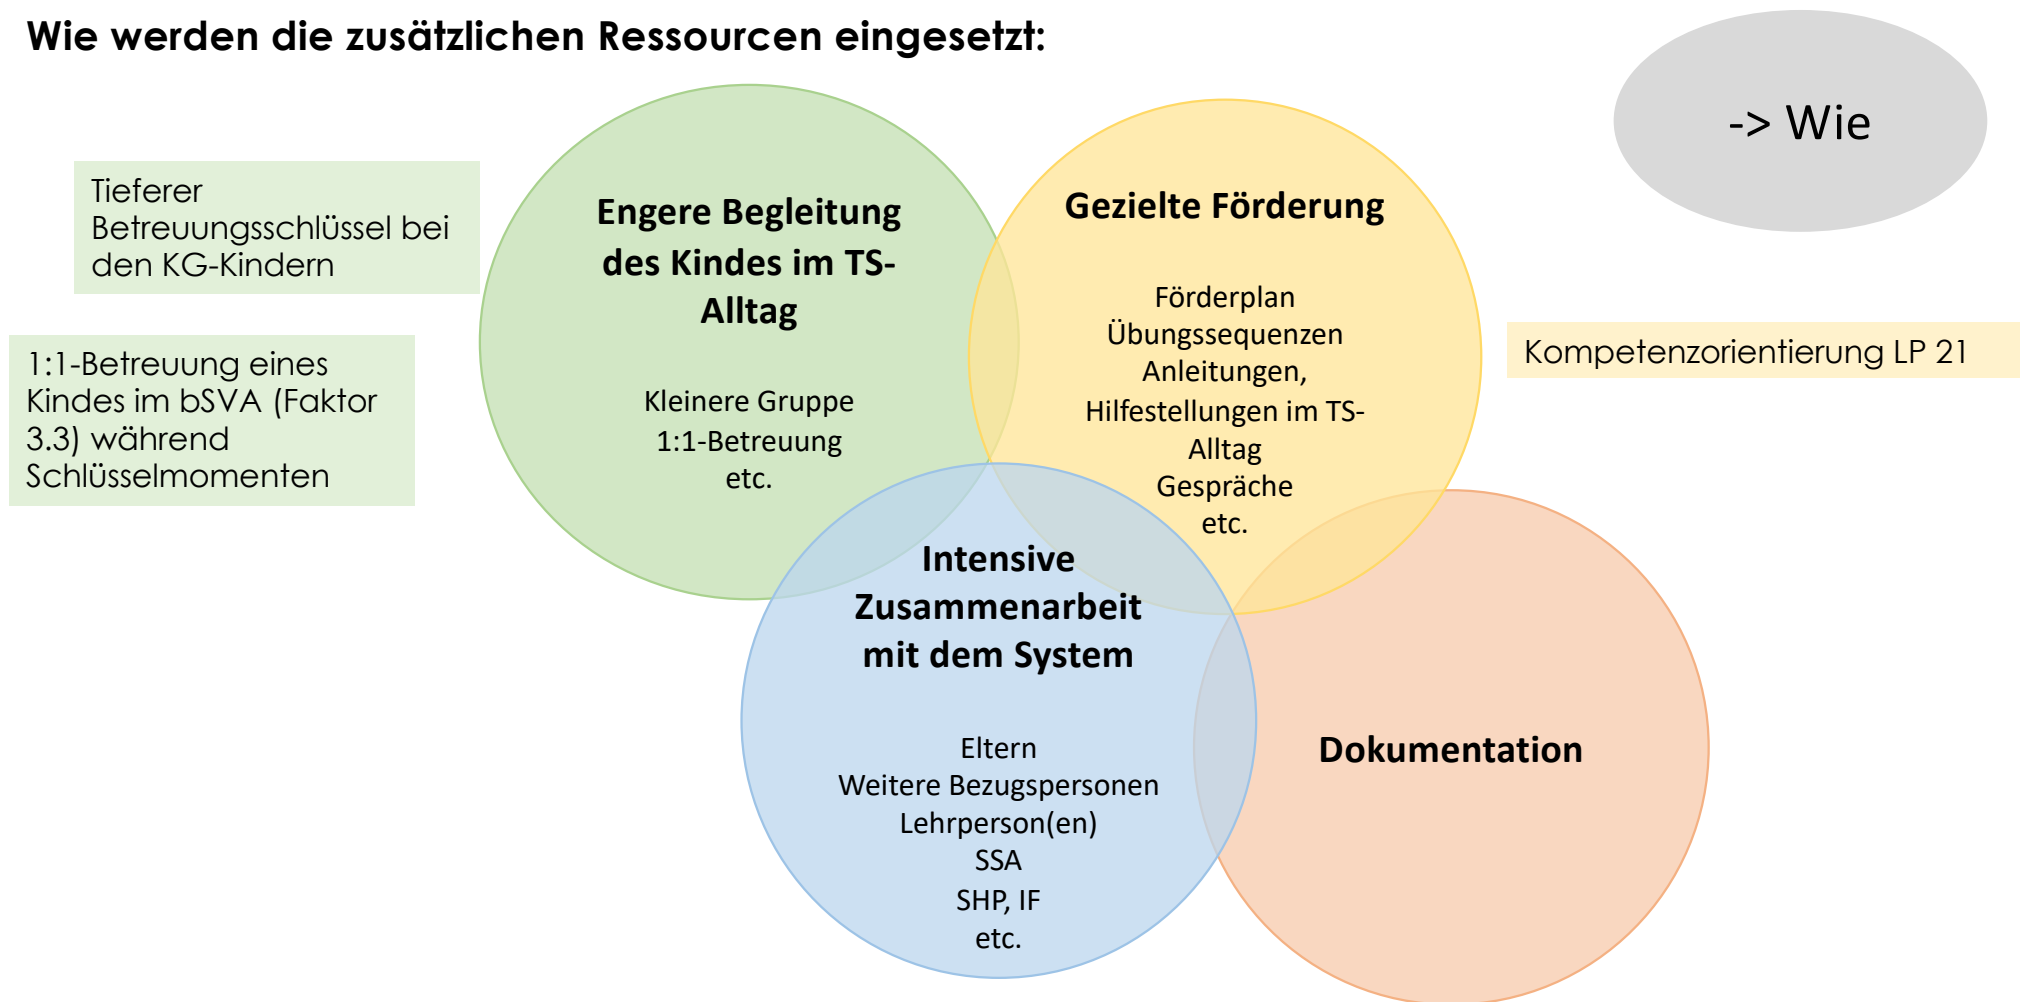 Wie werden die zusätzlichen Ressourcen eingesetzt:
-> Wie
Tieferer
Betreuungsschlüssel bei
den KG-Kindern
1:1-Betreuung eines
Kindes im bSVA (Faktor
3.3) während
Schlüsselmomenten
Engere Begleitung
des Kindes im TS-
Alltag
Kleinere Gruppe
1:1-Betreuung
etc.
Gezielte Förderung
Förderplan
Übungssequenzen
Anleitungen,
Hilfestellungen im TS-
Alltag
Gespräche
etc.
Kompetenzorientierung LP 21
Intensive
Zusammenarbeit
mit dem System
Eltern
Weitere Bezugspersonen
Lehrperson(en)
SSA
SHP, IF
etc.
Dokumentation